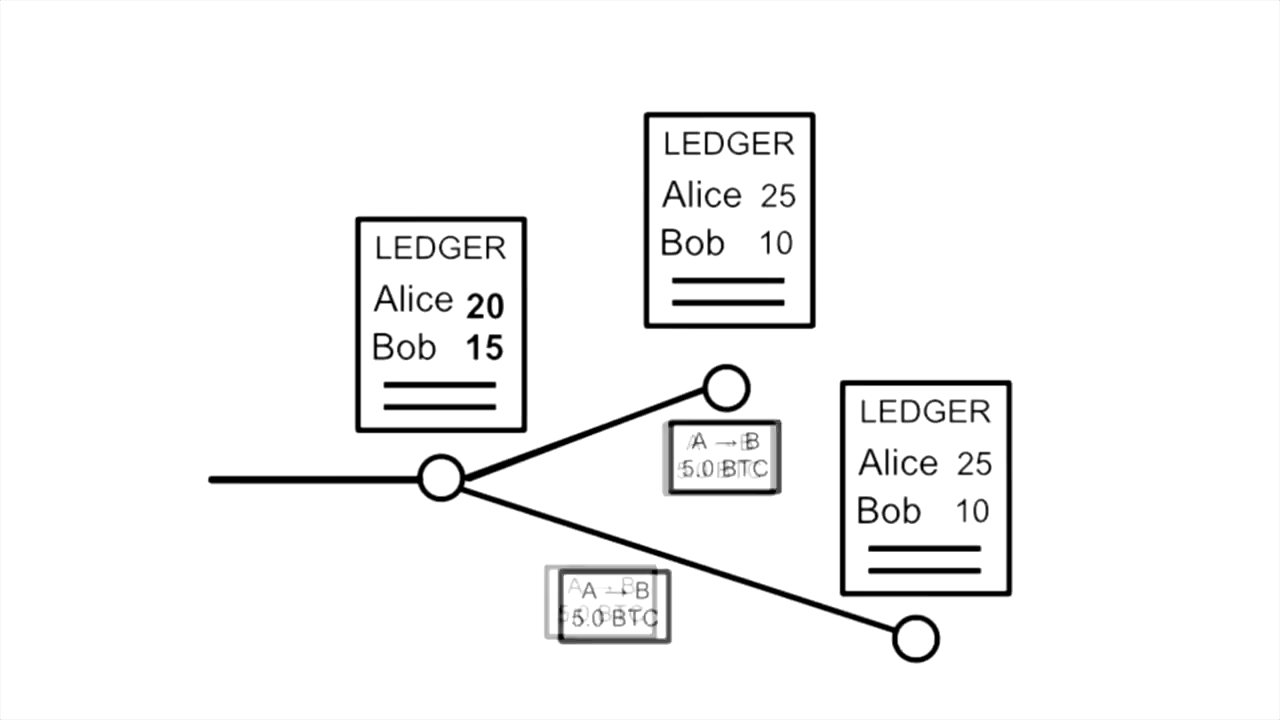 LEDGER
Alice 20
Bob 15
LEDGER
Alice 25
Bob 10
LEDGER
Alice 25
Bob 10
A → B
5.0 BTC
A → B
5.0 BTC